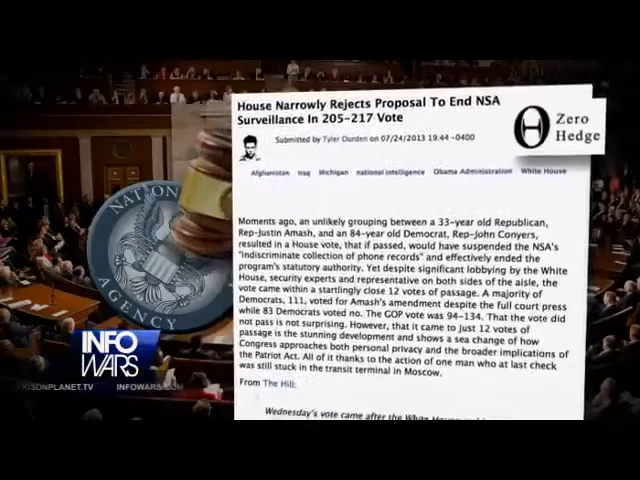 House Narrowly Rejects Proposal To End NSA
Surveillance In 205-217 Vote
Zero
Hedge
Submitted by Tyler Durden on 07/24/2013 19:44 -0400
Afghanistan Iraq Michigan national intelligence Obama Administration White House
Moments ago, an unlikely grouping between a 33-year old Republican,
Rep-Justin Amash, and an 84-year old Democrat, Rep-John Conyers,
resulted in a House vote, that if passed, would have suspended the NSA's
"indiscriminate collection of phone records" and effectively ended the
program's statutory authority. Yet despite significant lobbying by the White
House, security experts and representative on both sides of the aisle, the
vote came within a startlingly close 12 votes of passage. A majority of
Democrats, 111, voted for Amash's amendment despite the full court press
while 83 Democrats voted no. The GOP vote was 94-134. That the vote did
not pass is not surprising. However, that it came to just 12 votes of
passage is the stunning development and shows a sea change of how
Congress approaches both personal privacy and the broader implications of
the Patriot Act. All of it thanks to the action of one man who at last check
was still stuck in the transit terminal in Moscow.
From The Hill:
Wednesday's vote came after the White House
NATIONAL
AGENCY
INFO
WARS
PRISONPLANET.TV INFOWARS.COM